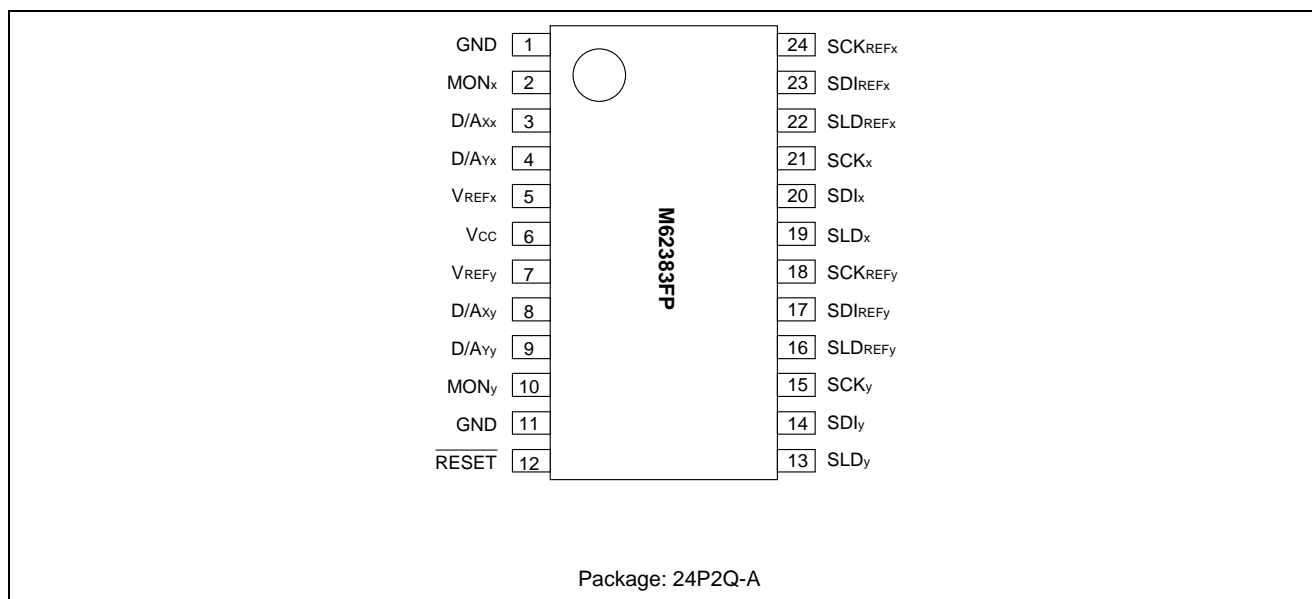 GND 1 24 SCKREFx
MONx 2 23 SDIREFx
D/AXx 3 22 SLDREFx
D/AYx 4 21 SCKx
VREFx 5 20 SDIx
VCC 6 19 SLDx
VREFy 7 18 SCKREFy
D/AXy 8 17 SDIREFy
D/AYy 9 16 SLDREFy
MONy 10 15 SCKy
GND 11 14 SDIy
RESET 12 13 SLDy
M62383FP
Package: 24P2Q-A